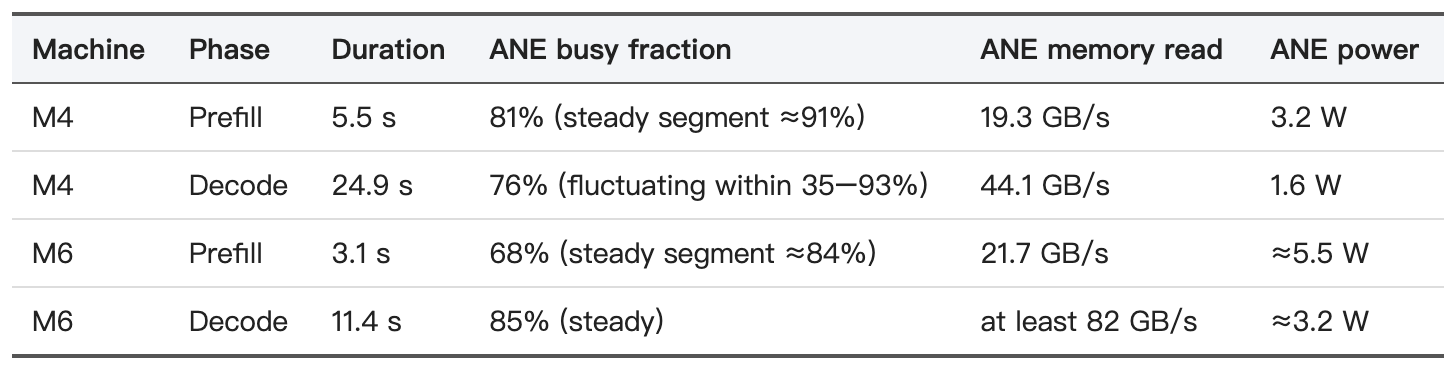 Machine Phase Duration ANE busy fraction ANE memory read ANE power
M4 Prefill 5.5 s 81% (steady segment ≈91%) 19.3 GB/s 3.2 W
M4 Decode 24.9 s 76% (fluctuating within 35–93%) 44.1 GB/s 1.6 W
M6 Prefill 3.1 s 68% (steady segment ≈84%) 21.7 GB/s ≈5.5 W
M6 Decode 11.4 s 85% (steady) at least 82 GB/s ≈3.2 W